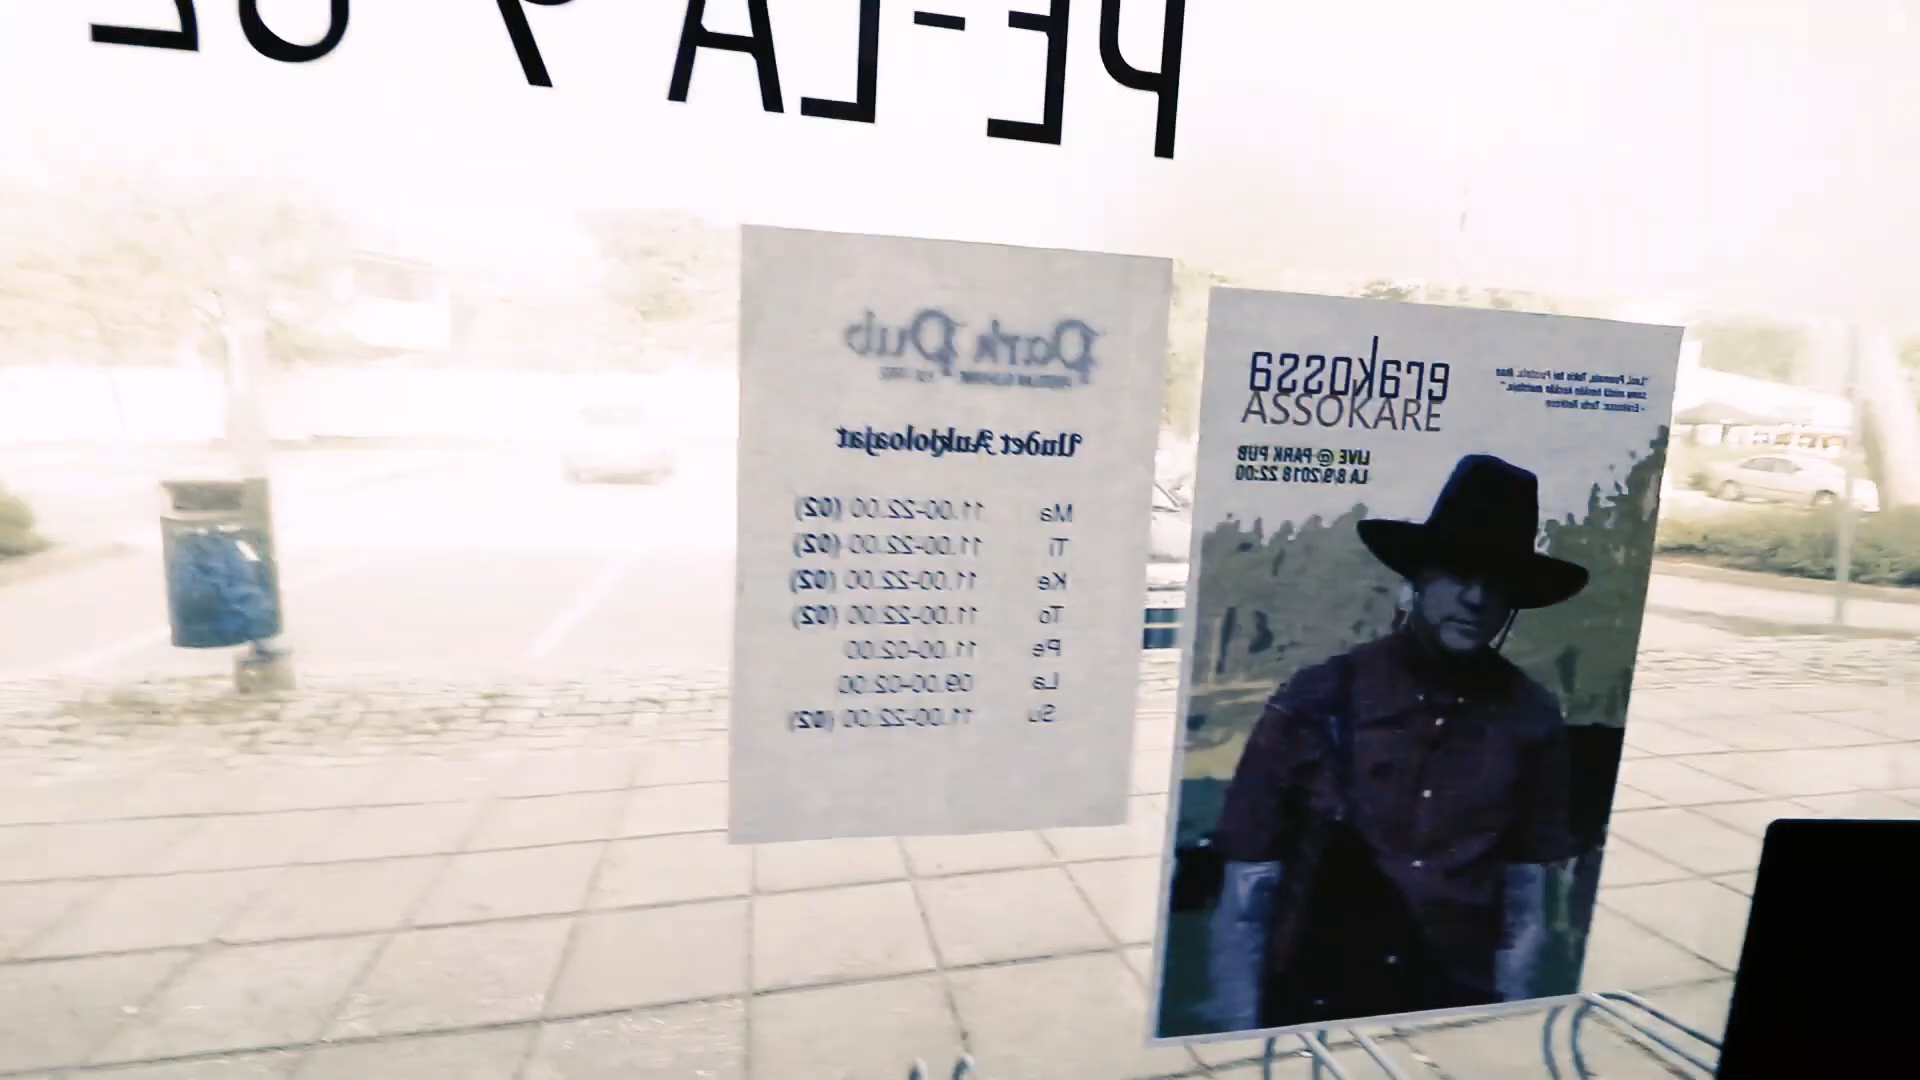 PE-LA
Park Pub
Uudet Aukioloajat
Ma 11.00-22.00 (02)
Ti 11.00-22.00 (02)
Ke 11.00-22.00 (02)
To 11.00-22.00 (02)
Pe 11.00-02.00
La 09.00-02.00
Su 11.00-22.00 (02)
erakossa
ASSOKARE
LIVE @ PARK PUB
LA 8/9/2018 22:00